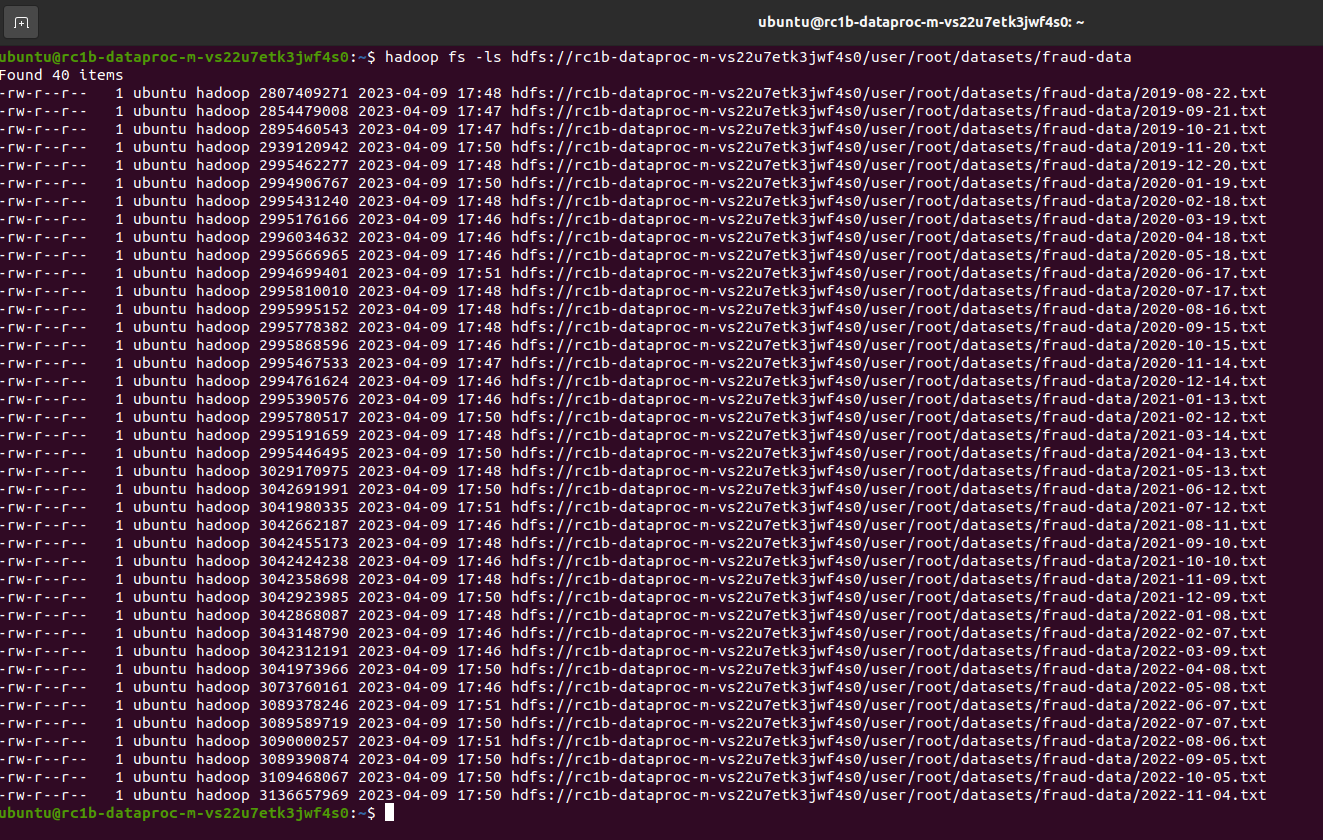 ubuntu@rc1b-dataproc-m-vs22u7etk3jwf4s0: ~
ubuntu@rc1b-dataproc-m-vs22u7etk3jwf4s0:~$ hadoop fs -ls hdfs://rc1b-dataproc-m-vs22u7etk3jwf4s0/user/root/datasets/fraud-data
Found 40 items
-rw-r--r--   1 ubuntu hadoop 2807409271 2023-04-09 17:48 hdfs://rc1b-dataproc-m-vs22u7etk3jwf4s0/user/root/datasets/fraud-data/2019-08-22.txt
-rw-r--r--   1 ubuntu hadoop 2854479008 2023-04-09 17:47 hdfs://rc1b-dataproc-m-vs22u7etk3jwf4s0/user/root/datasets/fraud-data/2019-09-21.txt
-rw-r--r--   1 ubuntu hadoop 2895460543 2023-04-09 17:47 hdfs://rc1b-dataproc-m-vs22u7etk3jwf4s0/user/root/datasets/fraud-data/2019-10-21.txt
-rw-r--r--   1 ubuntu hadoop 2939120942 2023-04-09 17:50 hdfs://rc1b-dataproc-m-vs22u7etk3jwf4s0/user/root/datasets/fraud-data/2019-11-20.txt
-rw-r--r--   1 ubuntu hadoop 2995462277 2023-04-09 17:48 hdfs://rc1b-dataproc-m-vs22u7etk3jwf4s0/user/root/datasets/fraud-data/2019-12-20.txt
-rw-r--r--   1 ubuntu hadoop 2994906767 2023-04-09 17:50 hdfs://rc1b-dataproc-m-vs22u7etk3jwf4s0/user/root/datasets/fraud-data/2020-01-19.txt
-rw-r--r--   1 ubuntu hadoop 2995431240 2023-04-09 17:48 hdfs://rc1b-dataproc-m-vs22u7etk3jwf4s0/user/root/datasets/fraud-data/2020-02-18.txt
-rw-r--r--   1 ubuntu hadoop 2995176166 2023-04-09 17:46 hdfs://rc1b-dataproc-m-vs22u7etk3jwf4s0/user/root/datasets/fraud-data/2020-03-19.txt
-rw-r--r--   1 ubuntu hadoop 2996034632 2023-04-09 17:46 hdfs://rc1b-dataproc-m-vs22u7etk3jwf4s0/user/root/datasets/fraud-data/2020-04-18.txt
-rw-r--r--   1 ubuntu hadoop 2995666965 2023-04-09 17:46 hdfs://rc1b-dataproc-m-vs22u7etk3jwf4s0/user/root/datasets/fraud-data/2020-05-18.txt
-rw-r--r--   1 ubuntu hadoop 2994699401 2023-04-09 17:51 hdfs://rc1b-dataproc-m-vs22u7etk3jwf4s0/user/root/datasets/fraud-data/2020-06-17.txt
-rw-r--r--   1 ubuntu hadoop 2995810010 2023-04-09 17:48 hdfs://rc1b-dataproc-m-vs22u7etk3jwf4s0/user/root/datasets/fraud-data/2020-07-17.txt
-rw-r--r--   1 ubuntu hadoop 2995995152 2023-04-09 17:48 hdfs://rc1b-dataproc-m-vs22u7etk3jwf4s0/user/root/datasets/fraud-data/2020-08-16.txt
-rw-r--r--   1 ubuntu hadoop 2995778382 2023-04-09 17:48 hdfs://rc1b-dataproc-m-vs22u7etk3jwf4s0/user/root/datasets/fraud-data/2020-09-15.txt
-rw-r--r--   1 ubuntu hadoop 2995868596 2023-04-09 17:46 hdfs://rc1b-dataproc-m-vs22u7etk3jwf4s0/user/root/datasets/fraud-data/2020-10-15.txt
-rw-r--r--   1 ubuntu hadoop 2995467533 2023-04-09 17:47 hdfs://rc1b-dataproc-m-vs22u7etk3jwf4s0/user/root/datasets/fraud-data/2020-11-14.txt
-rw-r--r--   1 ubuntu hadoop 2994761624 2023-04-09 17:46 hdfs://rc1b-dataproc-m-vs22u7etk3jwf4s0/user/root/datasets/fraud-data/2020-12-14.txt
-rw-r--r--   1 ubuntu hadoop 2995390576 2023-04-09 17:46 hdfs://rc1b-dataproc-m-vs22u7etk3jwf4s0/user/root/datasets/fraud-data/2021-01-13.txt
-rw-r--r--   1 ubuntu hadoop 2995780517 2023-04-09 17:50 hdfs://rc1b-dataproc-m-vs22u7etk3jwf4s0/user/root/datasets/fraud-data/2021-02-12.txt
-rw-r--r--   1 ubuntu hadoop 2995191659 2023-04-09 17:48 hdfs://rc1b-dataproc-m-vs22u7etk3jwf4s0/user/root/datasets/fraud-data/2021-03-14.txt
-rw-r--r--   1 ubuntu hadoop 2995446495 2023-04-09 17:50 hdfs://rc1b-dataproc-m-vs22u7etk3jwf4s0/user/root/datasets/fraud-data/2021-04-13.txt
-rw-r--r--   1 ubuntu hadoop 3029170975 2023-04-09 17:48 hdfs://rc1b-dataproc-m-vs22u7etk3jwf4s0/user/root/datasets/fraud-data/2021-05-13.txt
-rw-r--r--   1 ubuntu hadoop 3042691991 2023-04-09 17:50 hdfs://rc1b-dataproc-m-vs22u7etk3jwf4s0/user/root/datasets/fraud-data/2021-06-12.txt
-rw-r--r--   1 ubuntu hadoop 3041980335 2023-04-09 17:51 hdfs://rc1b-dataproc-m-vs22u7etk3jwf4s0/user/root/datasets/fraud-data/2021-07-12.txt
-rw-r--r--   1 ubuntu hadoop 3042662187 2023-04-09 17:46 hdfs://rc1b-dataproc-m-vs22u7etk3jwf4s0/user/root/datasets/fraud-data/2021-08-11.txt
-rw-r--r--   1 ubuntu hadoop 3042455173 2023-04-09 17:48 hdfs://rc1b-dataproc-m-vs22u7etk3jwf4s0/user/root/datasets/fraud-data/2021-09-10.txt
-rw-r--r--   1 ubuntu hadoop 3042424238 2023-04-09 17:46 hdfs://rc1b-dataproc-m-vs22u7etk3jwf4s0/user/root/datasets/fraud-data/2021-10-10.txt
-rw-r--r--   1 ubuntu hadoop 3042358698 2023-04-09 17:48 hdfs://rc1b-dataproc-m-vs22u7etk3jwf4s0/user/root/datasets/fraud-data/2021-11-09.txt
-rw-r--r--   1 ubuntu hadoop 3042923985 2023-04-09 17:50 hdfs://rc1b-dataproc-m-vs22u7etk3jwf4s0/user/root/datasets/fraud-data/2021-12-09.txt
-rw-r--r--   1 ubuntu hadoop 3042868087 2023-04-09 17:48 hdfs://rc1b-dataproc-m-vs22u7etk3jwf4s0/user/root/datasets/fraud-data/2022-01-08.txt
-rw-r--r--   1 ubuntu hadoop 3043148790 2023-04-09 17:46 hdfs://rc1b-dataproc-m-vs22u7etk3jwf4s0/user/root/datasets/fraud-data/2022-02-07.txt
-rw-r--r--   1 ubuntu hadoop 3042312191 2023-04-09 17:46 hdfs://rc1b-dataproc-m-vs22u7etk3jwf4s0/user/root/datasets/fraud-data/2022-03-09.txt
-rw-r--r--   1 ubuntu hadoop 3041973966 2023-04-09 17:50 hdfs://rc1b-dataproc-m-vs22u7etk3jwf4s0/user/root/datasets/fraud-data/2022-04-08.txt
-rw-r--r--   1 ubuntu hadoop 3073760161 2023-04-09 17:46 hdfs://rc1b-dataproc-m-vs22u7etk3jwf4s0/user/root/datasets/fraud-data/2022-05-08.txt
-rw-r--r--   1 ubuntu hadoop 3089378246 2023-04-09 17:51 hdfs://rc1b-dataproc-m-vs22u7etk3jwf4s0/user/root/datasets/fraud-data/2022-06-07.txt
-rw-r--r--   1 ubuntu hadoop 3089589719 2023-04-09 17:50 hdfs://rc1b-dataproc-m-vs22u7etk3jwf4s0/user/root/datasets/fraud-data/2022-07-07.txt
-rw-r--r--   1 ubuntu hadoop 3090000257 2023-04-09 17:51 hdfs://rc1b-dataproc-m-vs22u7etk3jwf4s0/user/root/datasets/fraud-data/2022-08-06.txt
-rw-r--r--   1 ubuntu hadoop 3089390874 2023-04-09 17:50 hdfs://rc1b-dataproc-m-vs22u7etk3jwf4s0/user/root/datasets/fraud-data/2022-09-05.txt
-rw-r--r--   1 ubuntu hadoop 3109468067 2023-04-09 17:50 hdfs://rc1b-dataproc-m-vs22u7etk3jwf4s0/user/root/datasets/fraud-data/2022-10-05.txt
-rw-r--r--   1 ubuntu hadoop 3136657969 2023-04-09 17:50 hdfs://rc1b-dataproc-m-vs22u7etk3jwf4s0/user/root/datasets/fraud-data/2022-11-04.txt
ubuntu@rc1b-dataproc-m-vs22u7etk3jwf4s0:~$